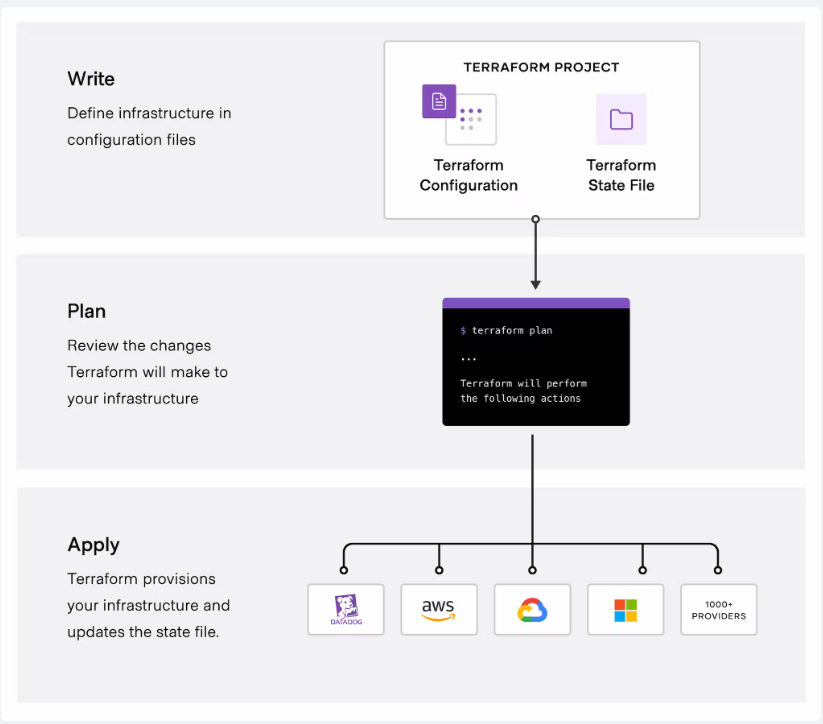 Write
Define infrastructure in
configuration files
TERRAFORM PROJECT
Terraform
Configuration
Terraform
State File
Plan
Review the changes
Terraform will make to
your infrastructure
$ terraform plan
...
Terraform will perform
the following actions
Apply
Terraform provisions
your infrastructure and
updates the state file.
DATADOG
aws
1000+
PROVIDERS